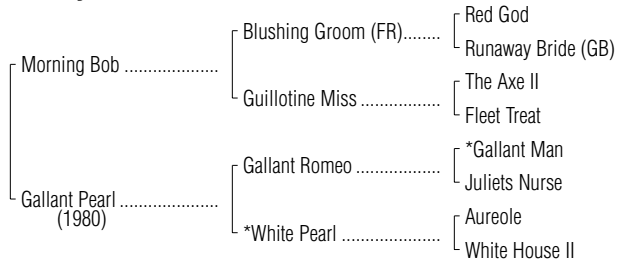 Red God
Blushing Groom (FR)........
Runaway Bride (GB)
Morning Bob ....................
The Axe II
Guillotine Miss .................
Fleet Treat
*Gallant Man
Gallant Romeo ..................
Juliets Nurse
Gallant Pearl .....................
(1980)
Aureole
*White Pearl .....................
White House II